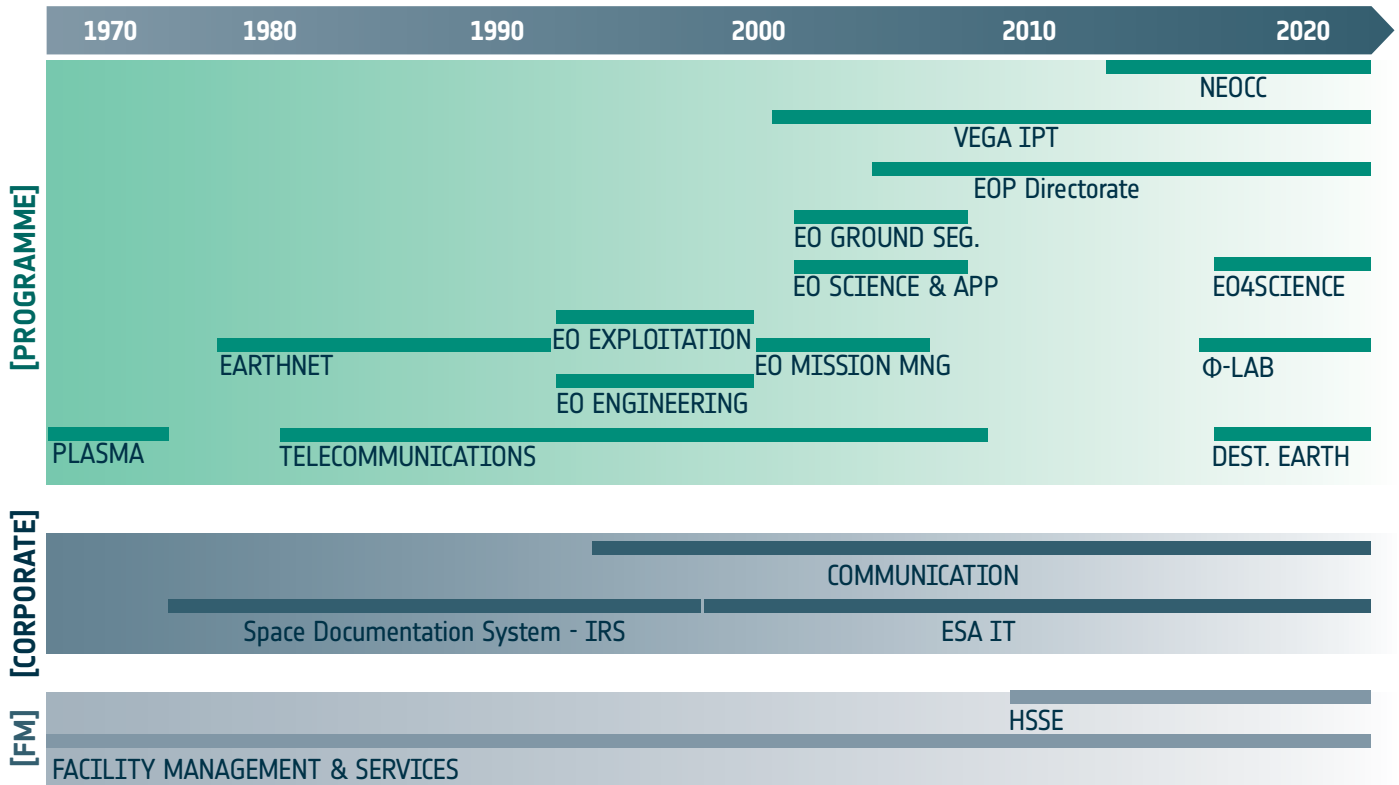 1970 1980 1990 2000 2010 2020
[PROGRAMME]
NEOCC
VEGA IPT
EOP Directorate
EO GROUND SEG.
EO SCIENCE & APP
EO4SCIENCE
EO EXPLOITATION
EARTHNET
EO MISSION MNG
Φ-LAB
EO ENGINEERING
PLASMA
TELECOMMUNICATIONS
DEST. EARTH
[CORPORATE]
COMMUNICATION
Space Documentation System - IRS
ESA IT
[FM]
HSSE
FACILITY MANAGEMENT & SERVICES